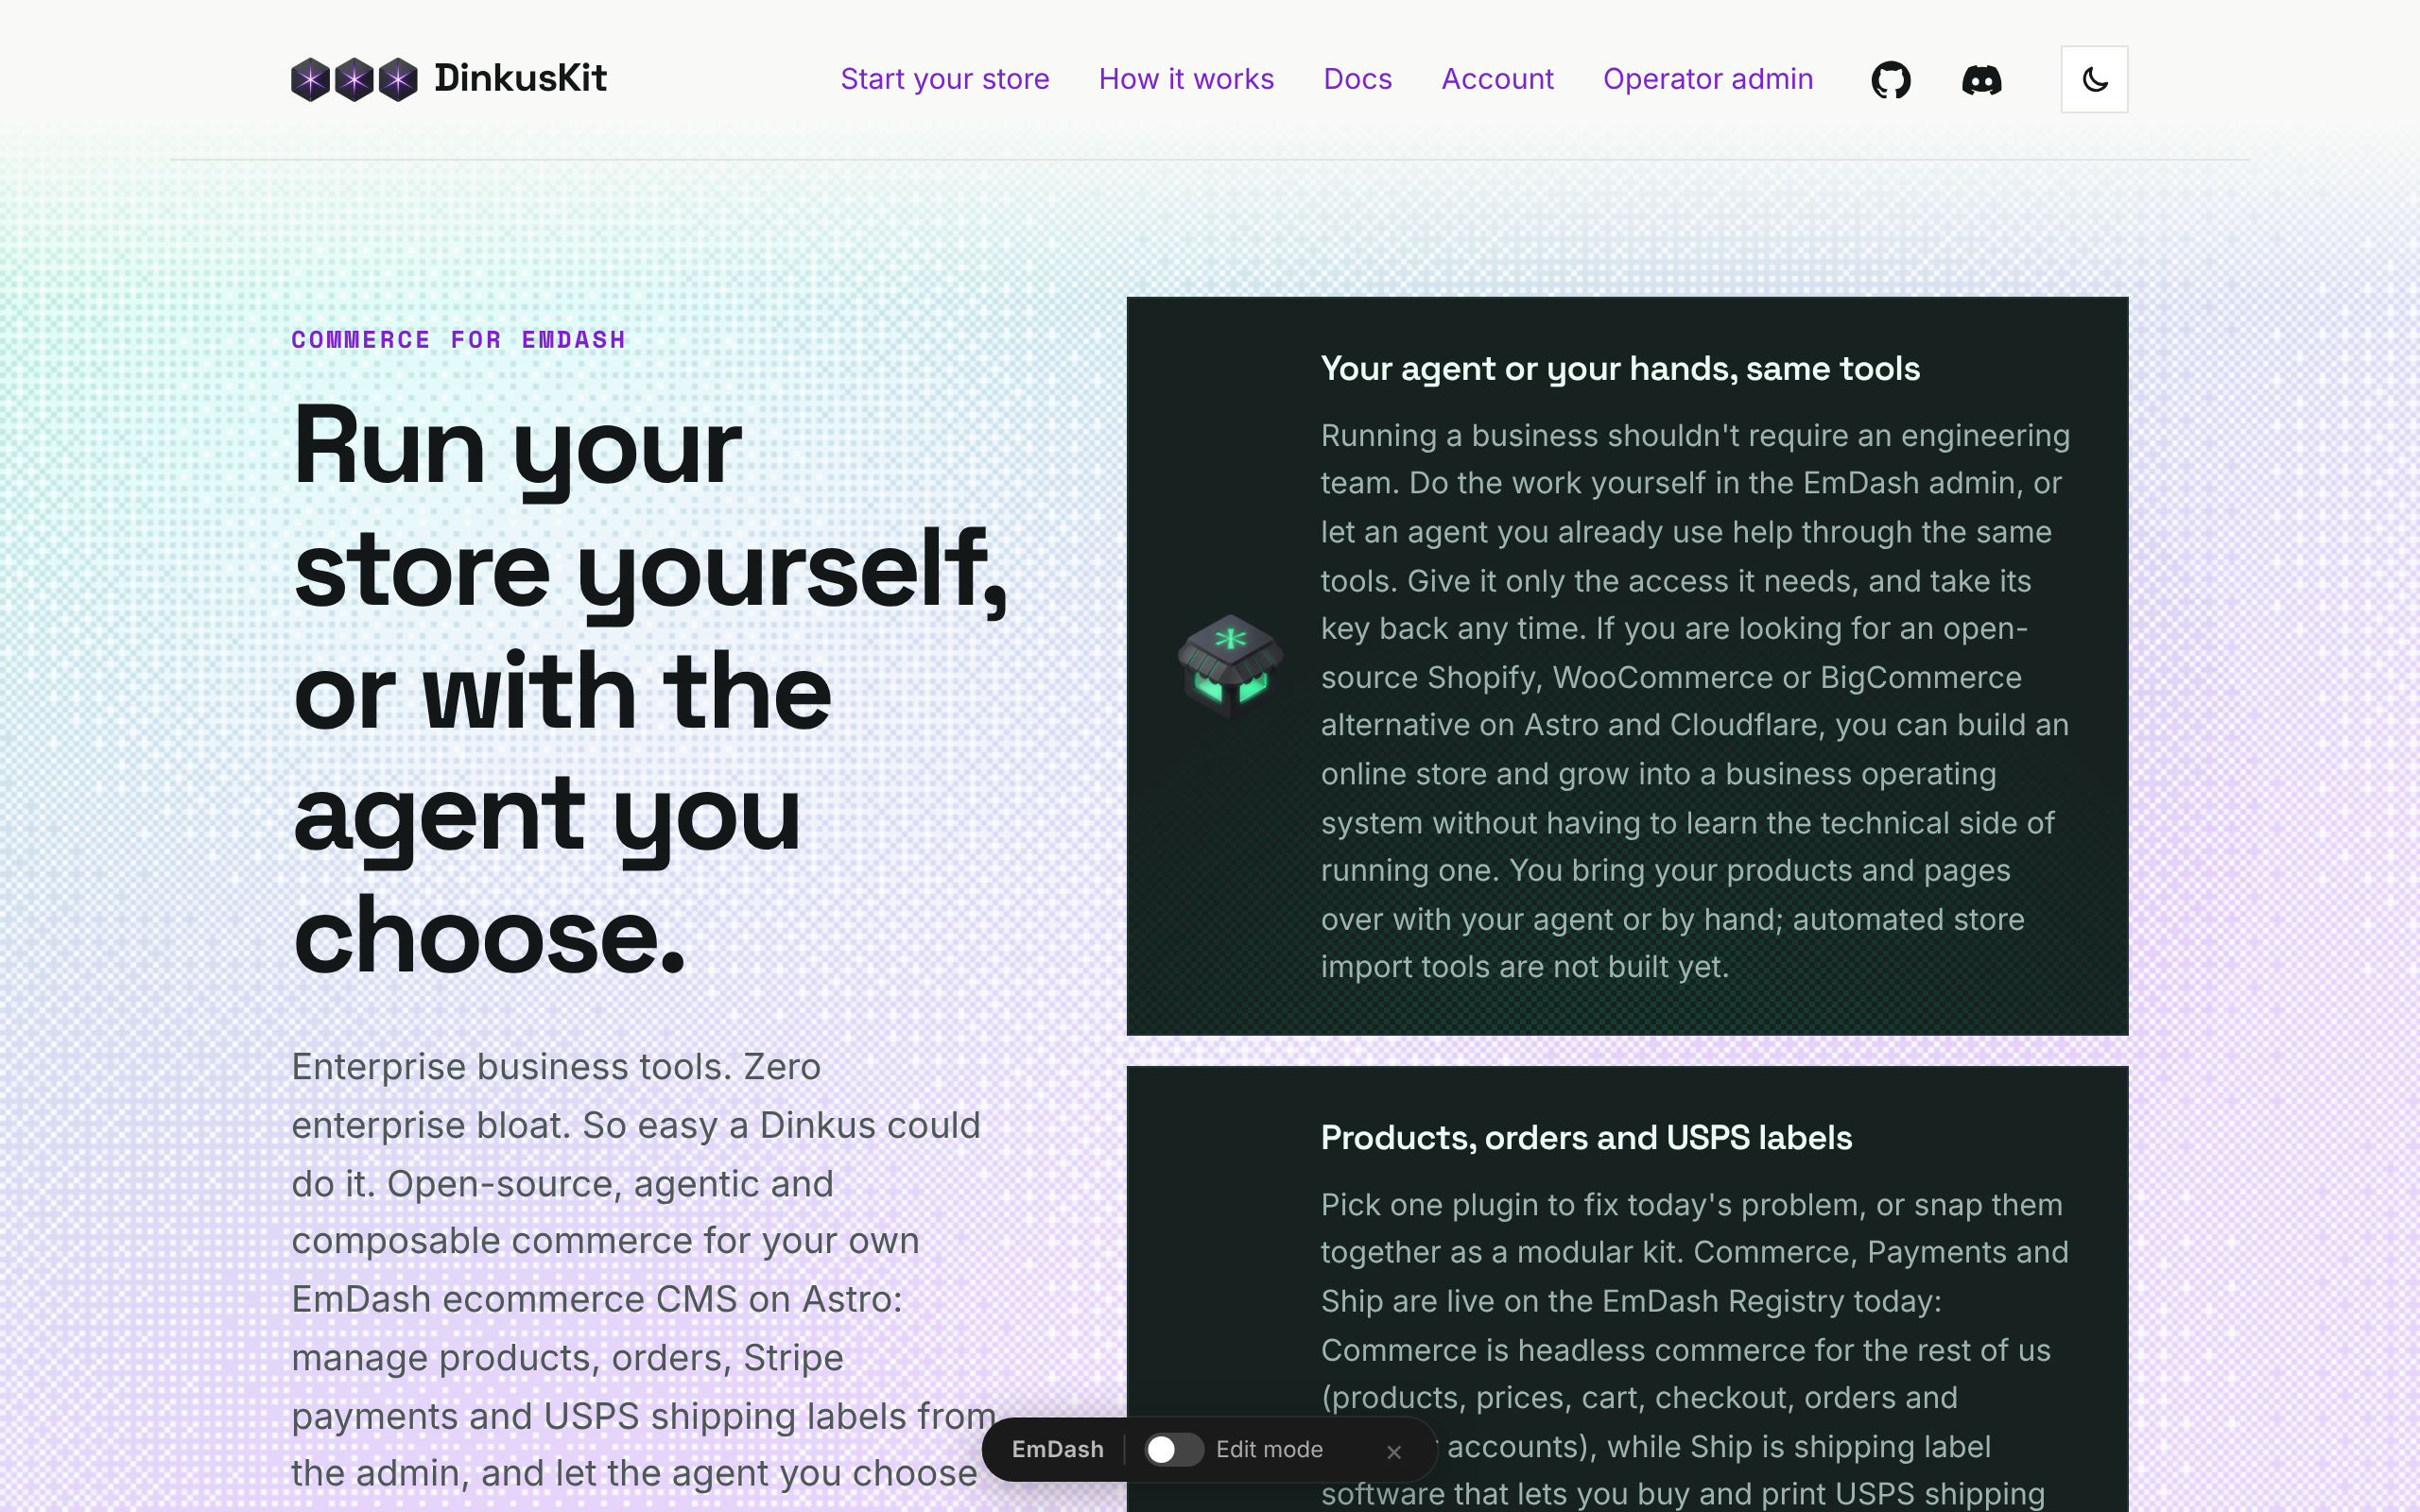 DinkusKit
Start your store
How it works
Docs
Account
Operator admin
COMMERCE FOR EMDASH
Run your
store yourself,
or with the
agent you
choose.
Enterprise business tools. Zero
enterprise bloat. So easy a Dinkus could
do it. Open-source, agentic and
composable commerce for your own
EmDash ecommerce CMS on Astro:
manage products, orders, Stripe
payments and USPS shipping labels from
the admin, and let the agent you choose
Your agent or your hands, same tools
Running a business shouldn't require an engineering
team. Do the work yourself in the EmDash admin, or
let an agent you already use help through the same
tools. Give it only the access it needs, and take its
key back any time. If you are looking for an open-
source Shopify, WooCommerce or BigCommerce
alternative on Astro and Cloudflare, you can build an
online store and grow into a business operating
system without having to learn the technical side of
running one. You bring your products and pages
over with your agent or by hand; automated store
import tools are not built yet.
Products, orders and USPS labels
Pick one plugin to fix today's problem, or snap them
together as a modular kit. Commerce, Payments and
Ship are live on the EmDash Registry today:
Commerce is headless commerce for the rest of us
(products, prices, cart, checkout, orders and
accounts), while Ship is shipping label
software that lets you buy and print USPS shipping
EmDash
Edit mode